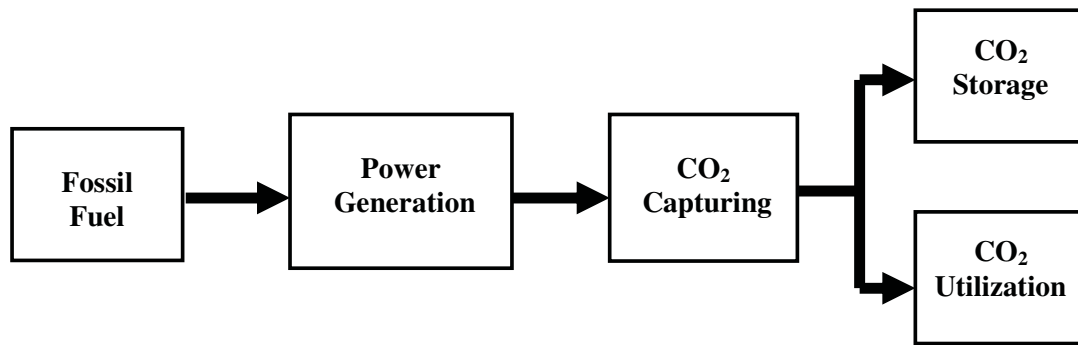 Fossil
Fuel
Power
Generation
CO₂
Capturing
CO₂
Storage
CO₂
Utilization